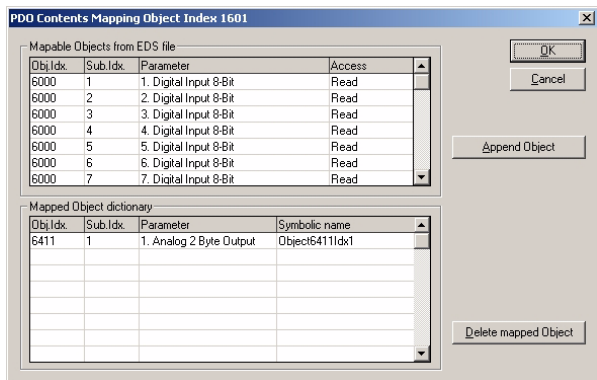 PDO Contents Mapping Object Index 1601
Mapable Objects from EDS file
Obj.Idx. Sub.Idx. Parameter Access
6000 1 1. Digital Input 8-Bit Read
6000 2 2. Digital Input 8-Bit Read
6000 3 3. Digital Input 8-Bit Read
6000 4 4. Digital Input 8-Bit Read
6000 5 5. Digital Input 8-Bit Read
6000 6 6. Digital Input 8-Bit Read
6000 7 7. Digital Input 8-Bit Read
OK
Cancel
Append Object
Mapped Object dictionary
Obj.Idx. Sub.Idx. Parameter Symbolic name
6411 1 1. Analog 2 Byte Output Object6411Idx1
Delete mapped Object